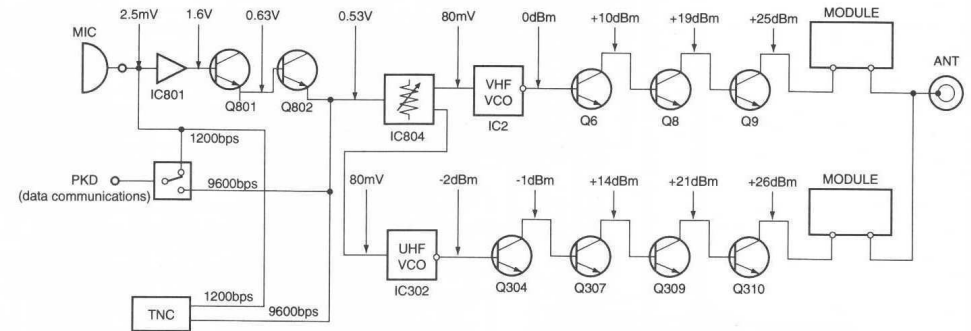 2.5mV 1.6V 0.63V 0.53V 80mV 0dBm +10dBm +19dBm +25dBm MODULE
MIC
ANT
IC801
Q801 Q802
VHF
VCO
IC804
IC2
Q6 Q8 Q9
1200bps
PKD
(data communications)
9600bps
80mV -2dBm -1dBm +14dBm +21dBm +26dBm MODULE
UHF
VCO
IC302
Q304 Q307 Q309 Q310
1200bps
TNC
9600bps